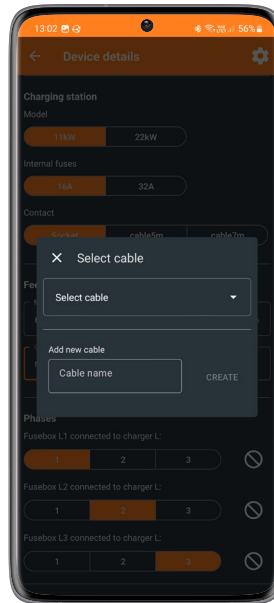 13:02 56%
Device details
Charging station
Model
11kW 22kW
Internal fuses
16A 32A
Contact
Socket cable5m cable7m
Select cable
Fee
Select cable
Add new cable
Cable name CREATE
Phases
Fusebox L1 connected to charger L:
1 2 3
Fusebox L2 connected to charger L:
1 2 3
Fusebox L3 connected to charger L:
1 2 3